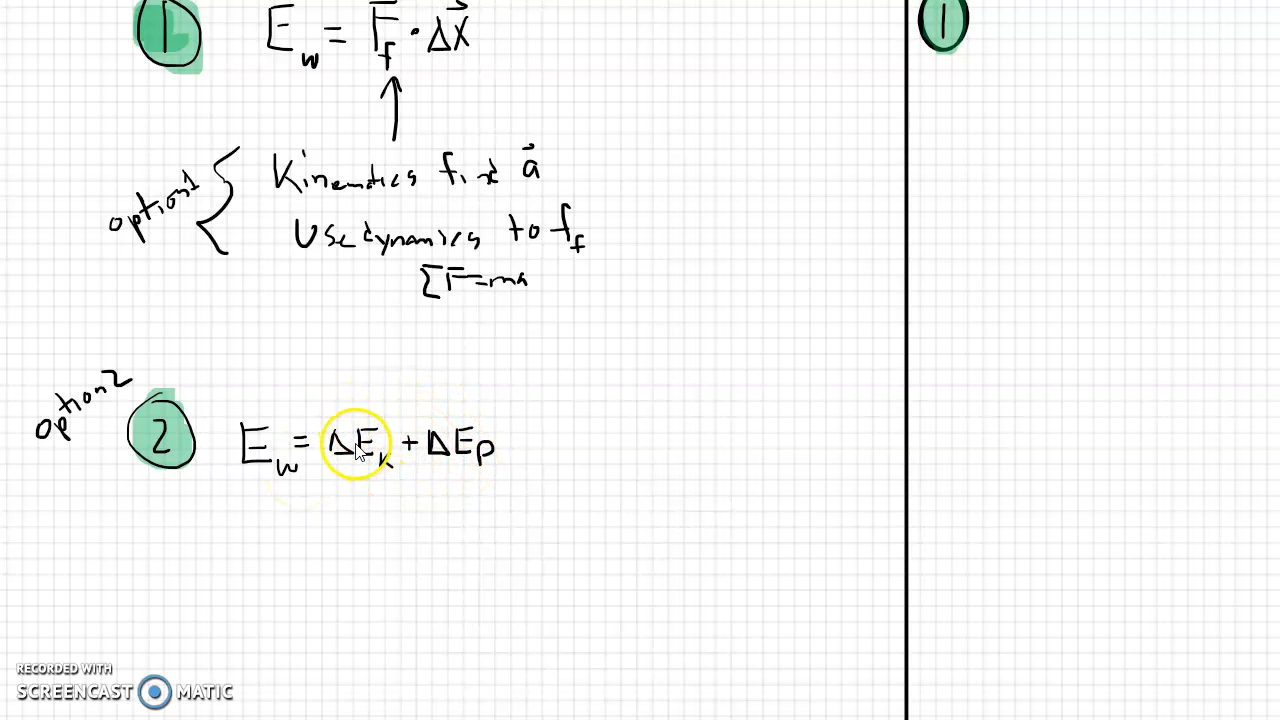 1 E_w = F_f · Δx
1
Kinematics find a
option1
Use dynamics to f_f
ΣF=ma
option2
2 E_w = ΔE_k + ΔE_p
RECORDED WITH
SCREENCAST MATIC